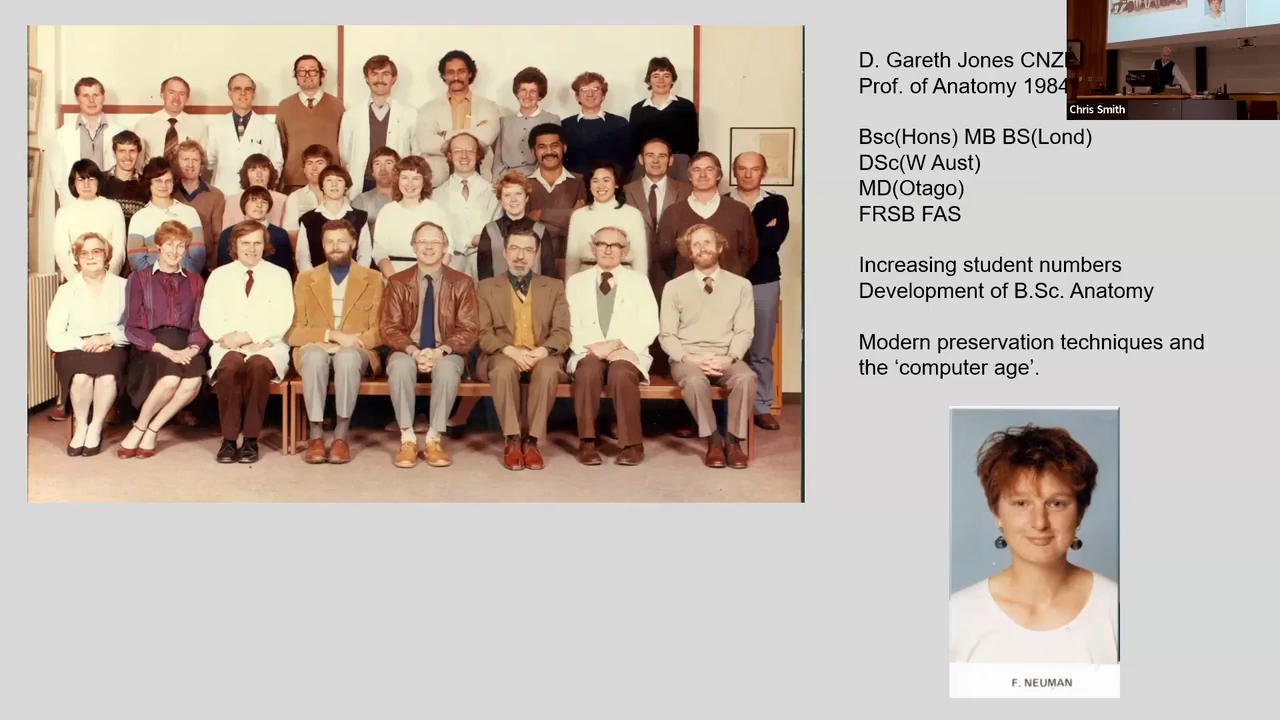 D. Gareth Jones CNZ
Prof. of Anatomy 1984
Chris Smith
Bsc(Hons) MB BS(Lond)
DSc(W Aust)
MD(Otago)
FRSB FAS
Increasing student numbers
Development of B.Sc. Anatomy
Modern preservation techniques and
the ‘computer age’.
F. NEUMAN